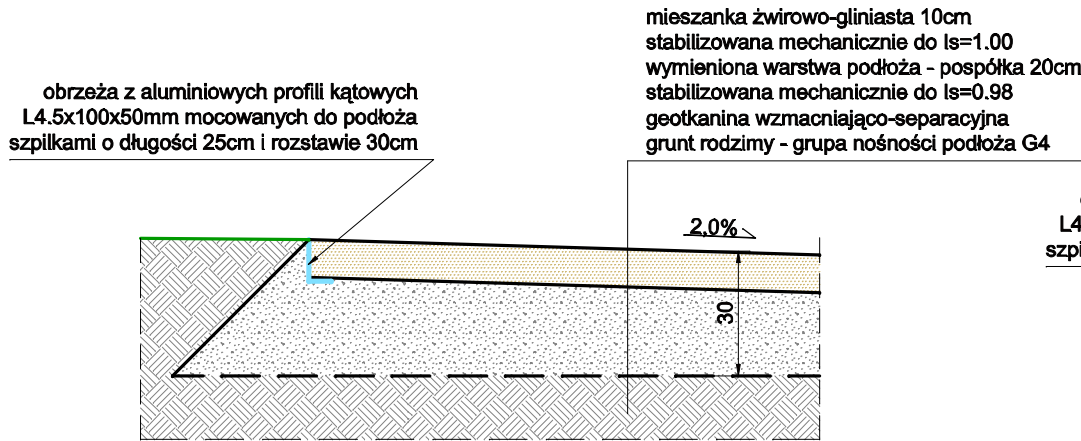 mieszanka żwirowo-gliniasta 10cm
stabilizowana mechanicznie do Is=1.00
wymieniona warstwa podłoża - pospółka 20cm
stabilizowana mechanicznie do Is=0.98
geotkanina wzmacniająco-separacyjna
grunt rodzimy - grupa nośności podłoża G4
obrzeża z aluminiowych profili kątowych
L4.5x100x50mm mocowanych do podłoża
szpilkami o długości 25cm i rozstawie 30cm
2,0%
30
L4
szpi